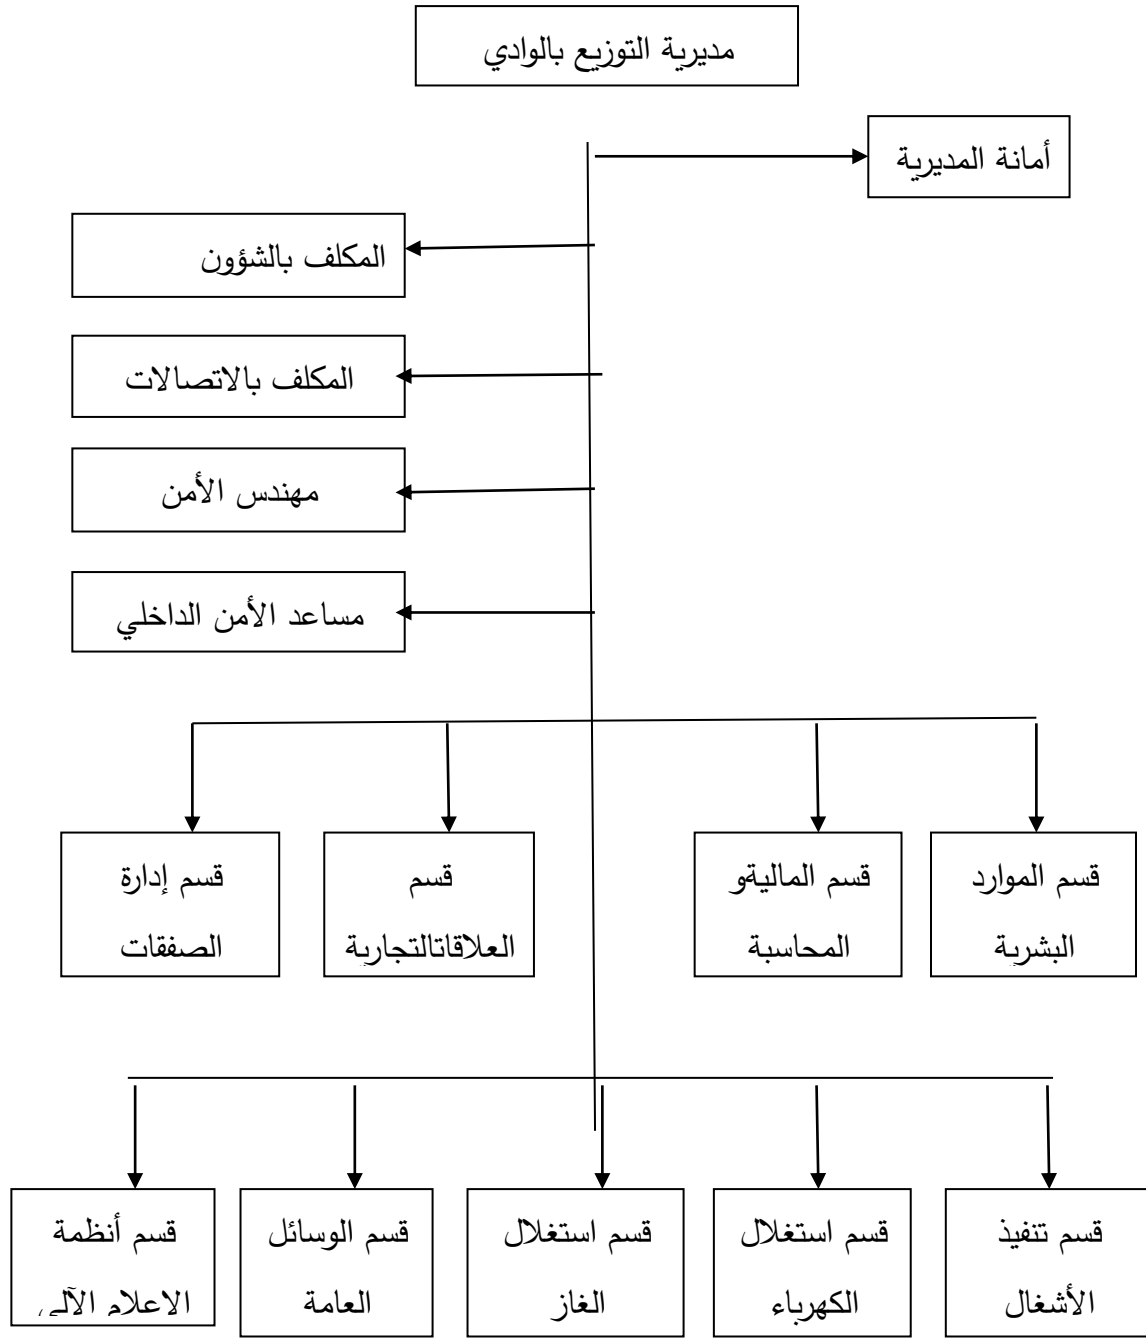 مديرية التوزيع بالوادي
أمانة المديرية
المكلف بالشؤون
المكلف بالاتصالات
مهندس الأمن
مساعد الأمن الداخلي
قسم الموارد
البشرية
قسم الماليةو
المحاسبة
قسم
العلاقاتالتجارية
قسم إدارة
الصفقات
قسم تنفيذ
الأشغال
قسم استغلال
الكهرباء
قسم استغلال
الغاز
قسم الوسائل
العامة
قسم أنظمة
الاعلام الآلي